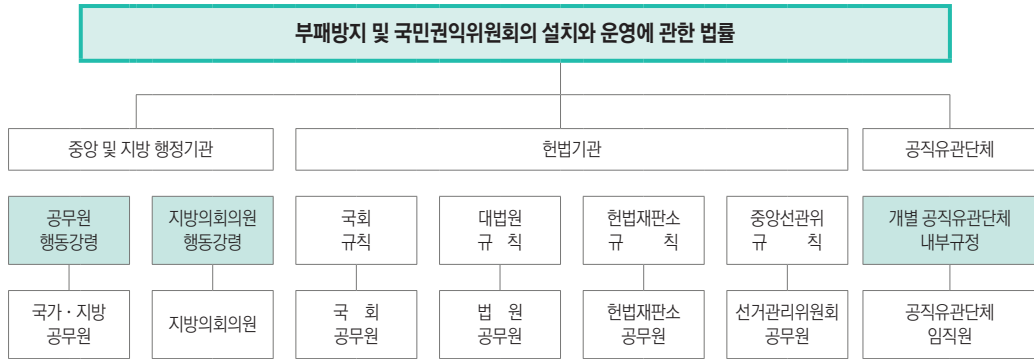 부패방지 및 국민권익위원회의 설치와 운영에 관한 법률
중앙 및 지방 행정기관
헌법기관
공직유관단체
공무원
행동강령
지방의회의원
행동강령
국회
규칙
대법원
규 칙
헌법재판소
규 칙
중앙선관위
규 칙
개별 공직유관단체
내부규정
국가·지방
공무원
지방의회의원
국 회
공무원
법 원
공무원
헌법재판소
공무원
선거관리위원회
공무원
공직유관단체
임직원